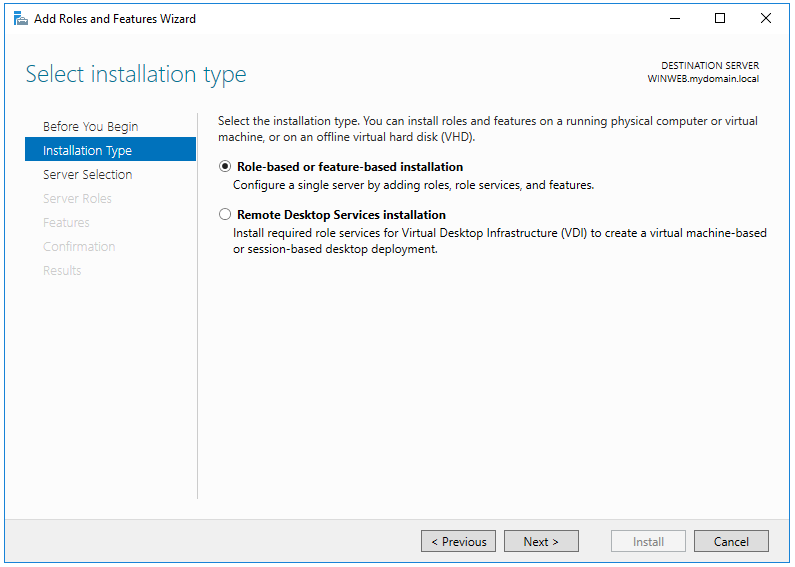 Add Roles and Features Wizard
Select installation type
DESTINATION SERVER
WINWEB.mydomain.local
Before You Begin
Installation Type
Server Selection
Server Roles
Features
Confirmation
Results
Select the installation type. You can install roles and features on a running physical computer or virtual
machine, or on an offline virtual hard disk (VHD).
Role-based or feature-based installation
Configure a single server by adding roles, role services, and features.
Remote Desktop Services installation
Install required role services for Virtual Desktop Infrastructure (VDI) to create a virtual machine-based
or session-based desktop deployment.
< Previous
Next >
Install
Cancel